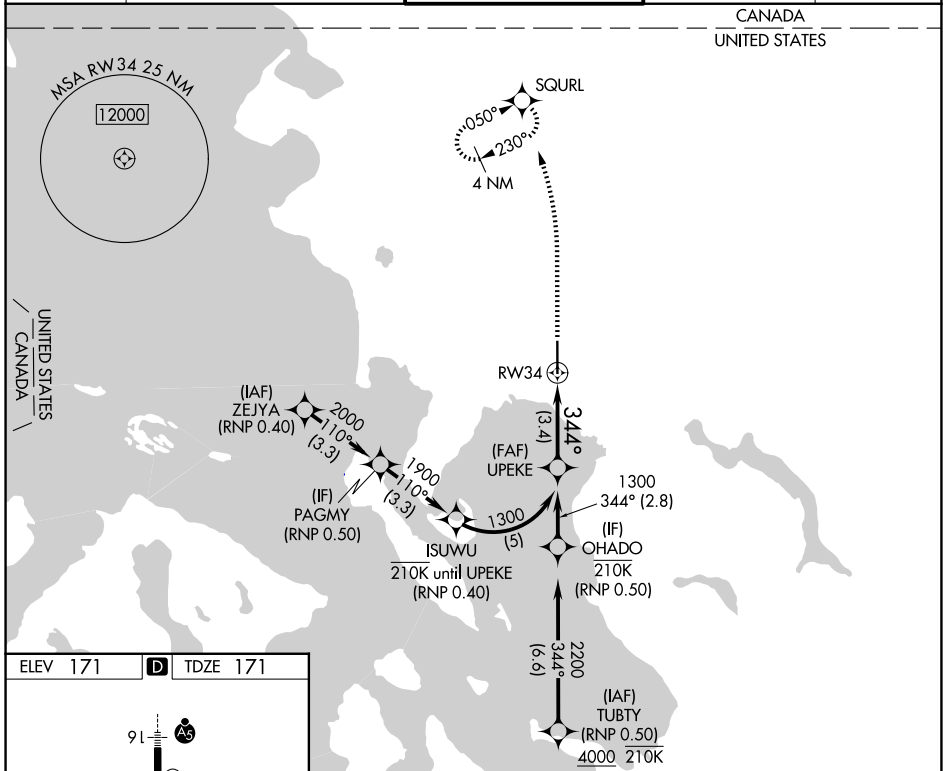 CANADA
UNITED STATES
MSA RW34 25 NM
12000
SQURL
050°
230°
4 NM
UNITED STATES
CANADA
RW34
(IAF)
ZEJYA
(RNP 0.40)
2000
110°
(3.3)
344°
(3.4)
(FAF)
UPEKE
(IF)
PAGMY
(RNP 0.50)
1900
110°
(3.3)
1300
344° (2.8)
1300
(5)
(IF)
OHADO
210K
(RNP 0.50)
ISUWU
210K until UPEKE
(RNP 0.40)
2200
344°
(6.6)
(IAF)
TUBTY
(RNP 0.50)
4000 210K
ELEV 171 D TDZE 171
16
A5